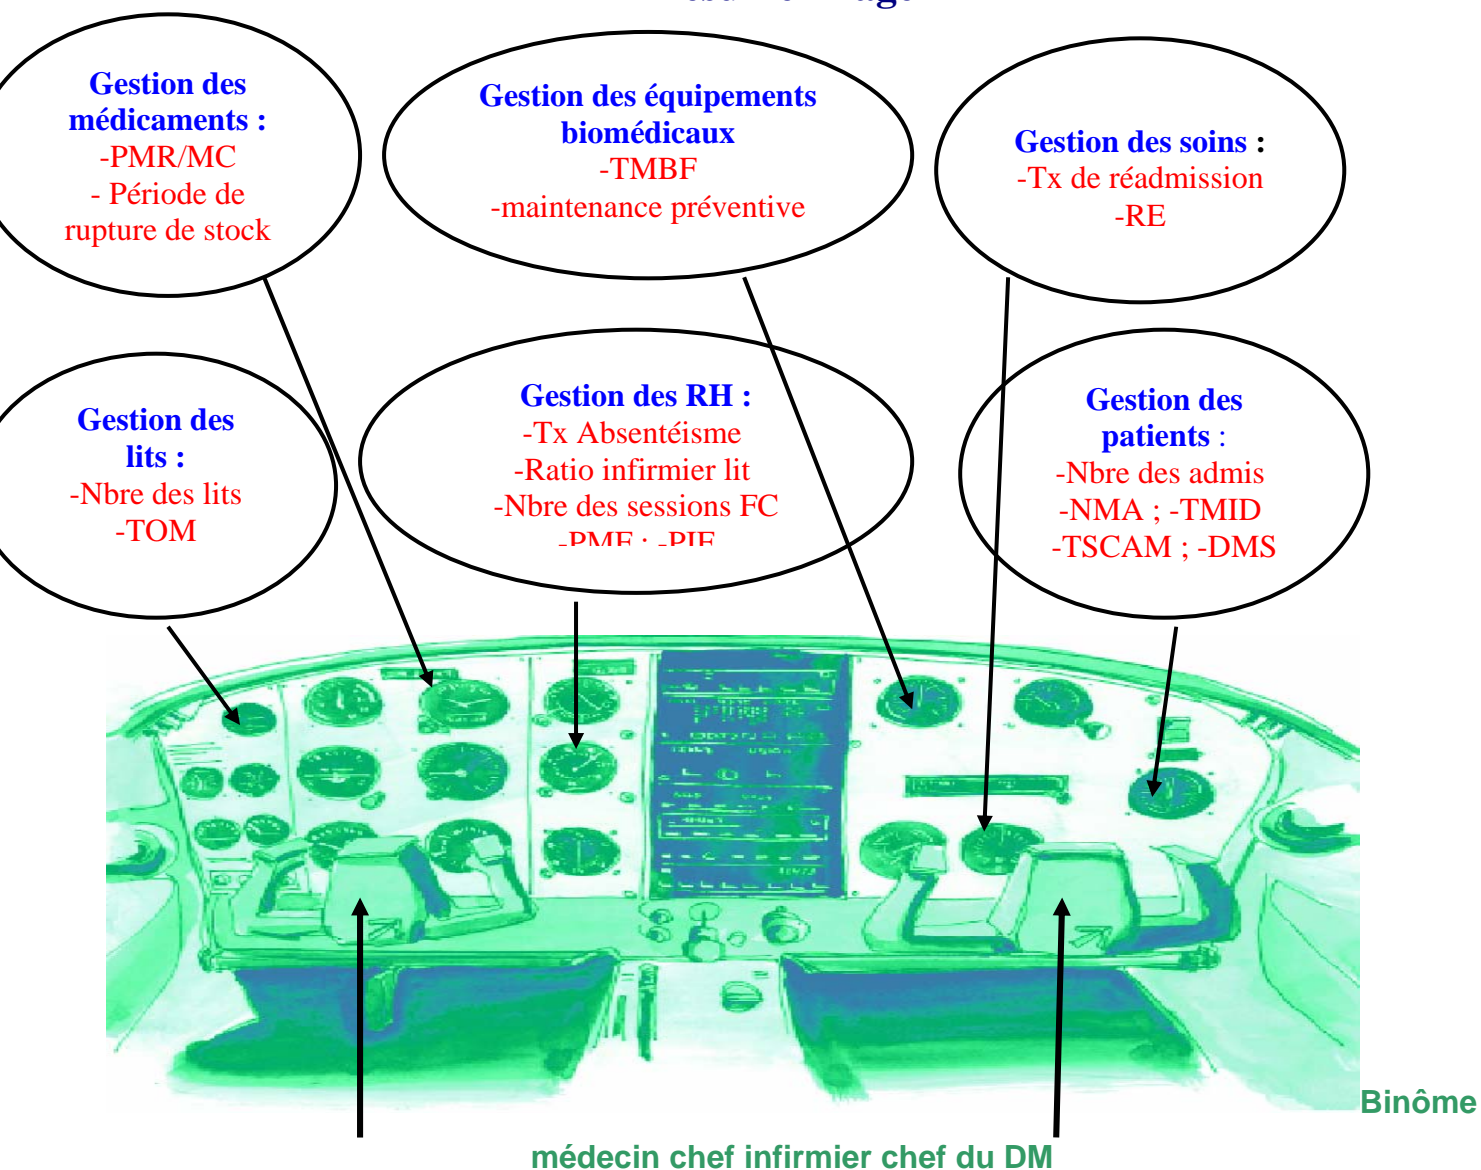 Gestion des
médicaments :
-PMR/MC
- Période de
rupture de stock
Gestion des équipements
biomédicaux
-TMBF
-maintenance préventive
Gestion des soins :
-Tx de réadmission
-RE
Gestion des
lits :
-Nbre des lits
-TOM
Gestion des RH :
-Tx Absentéisme
-Ratio infirmier lit
-Nbre des sessions FC
Gestion des
patients :
-Nbre des admis
-NMA ; -TMID
-TSCAM ; -DMS
Binôme
médecin chef infirmier chef du DM